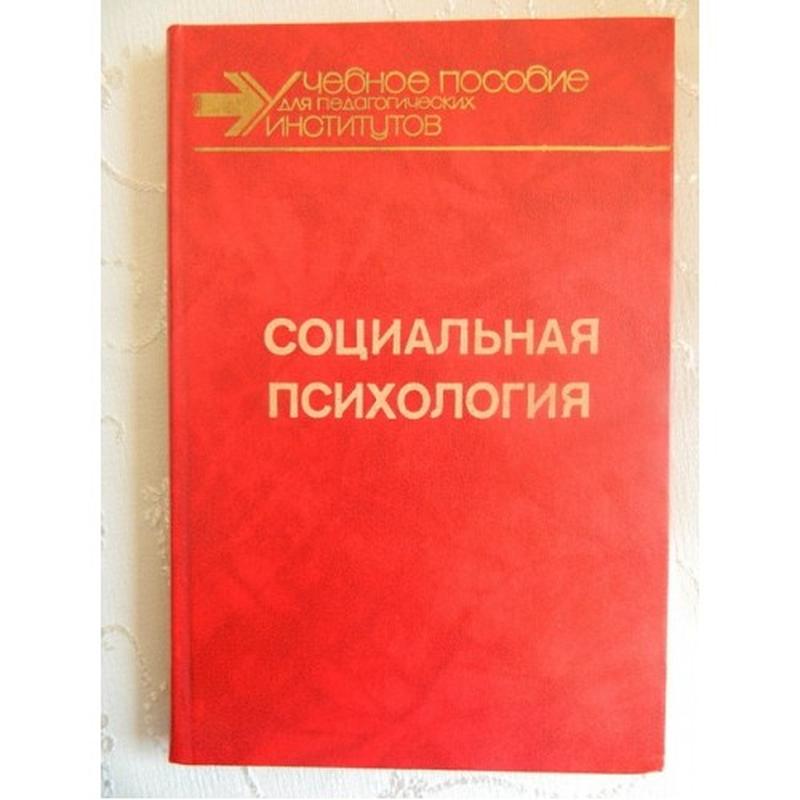 Учебное пособие
для педагогических
институтов
СОЦИАЛЬНАЯ
ПСИХОЛОГИЯ